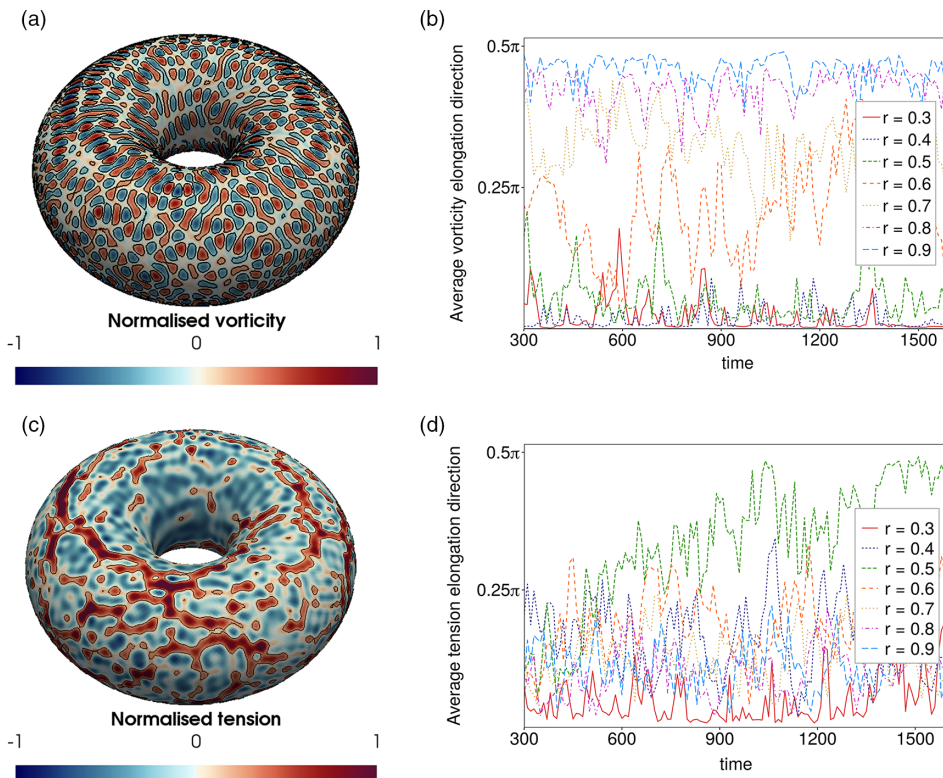 (a)
Normalised vorticity
-1 0 1
(b)
Average vorticity elongation direction
0.5π
0.25π
0
300 600 900 1200 1500
time
r = 0.3
r = 0.4
r = 0.5
r = 0.6
r = 0.7
r = 0.8
r = 0.9
(c)
Normalised tension
-1 0 1
(d)
Average tension elongation direction
0.5π
0.25π
0
300 600 900 1200 1500
time
r = 0.3
r = 0.4
r = 0.5
r = 0.6
r = 0.7
r = 0.8
r = 0.9